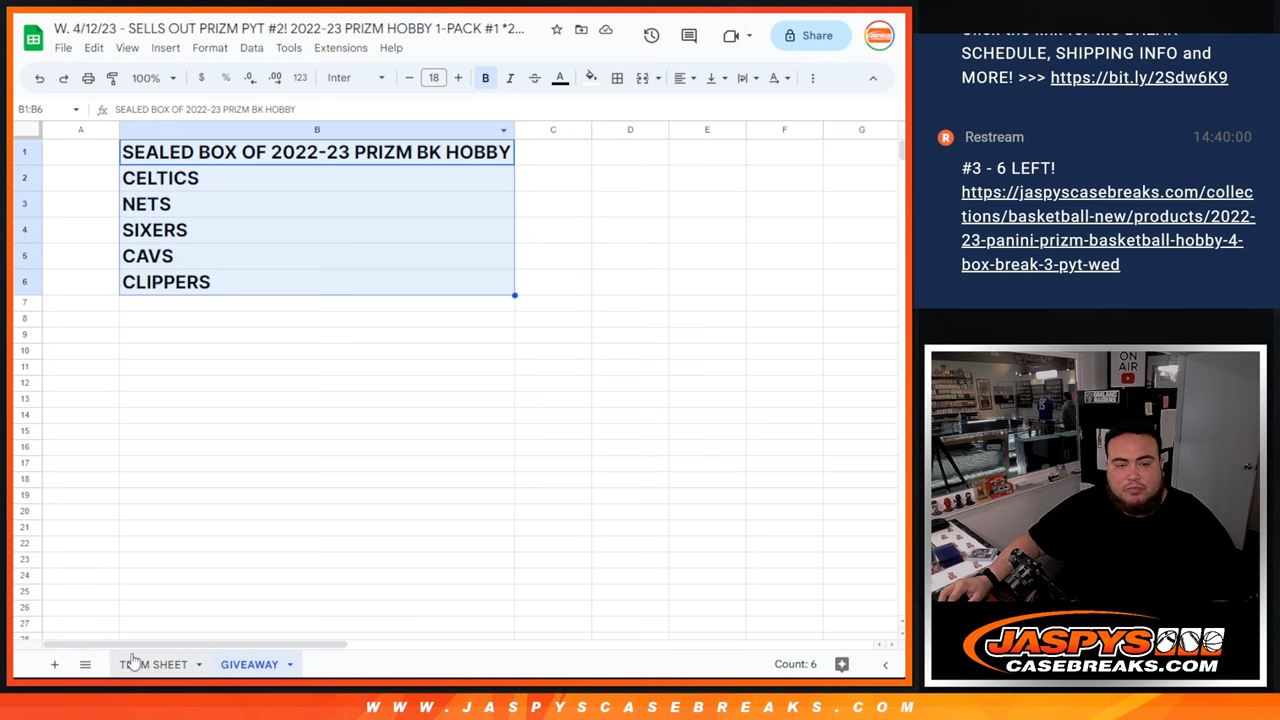 W. 4/12/23 - SELLS OUT PRIZM PYT #2! 2022-23 PRIZM HOBBY 1-PACK #1 *2...
File Edit View Insert Format Data Tools Extensions Help
Share
100% $ % .0 .00 123 Inter 18 B I S A
B1:B6 fx SEALED BOX OF 2022-23 PRIZM BK HOBBY
A B C D E F G
1 SEALED BOX OF 2022-23 PRIZM BK HOBBY
2 CELTICS
3 NETS
4 SIXERS
5 CAVS
6 CLIPPERS
7
8
9
10
11
12
13
14
15
16
17
18
19
20
21
22
23
24
25
26
27
28
GIVEAWAY
SHEET
Count: 6
SCHEDULE, SHIPPING INFO and
MORE! >>> https://bit.ly/2Sdw6K9
Restream 14:40:00
#3 - 6 LEFT!
https://jaspyscasebreaks.com/collec
tions/basketball-new/products/2022-
23-panini-prizm-basketball-hobby-4-
box-break-3-pyt-wed
ON
AIR
OAKLAND
RAIDERS
JASPYS
CASEBREAKS.COM
WWW.JASPYSCASEBREAKS.COM